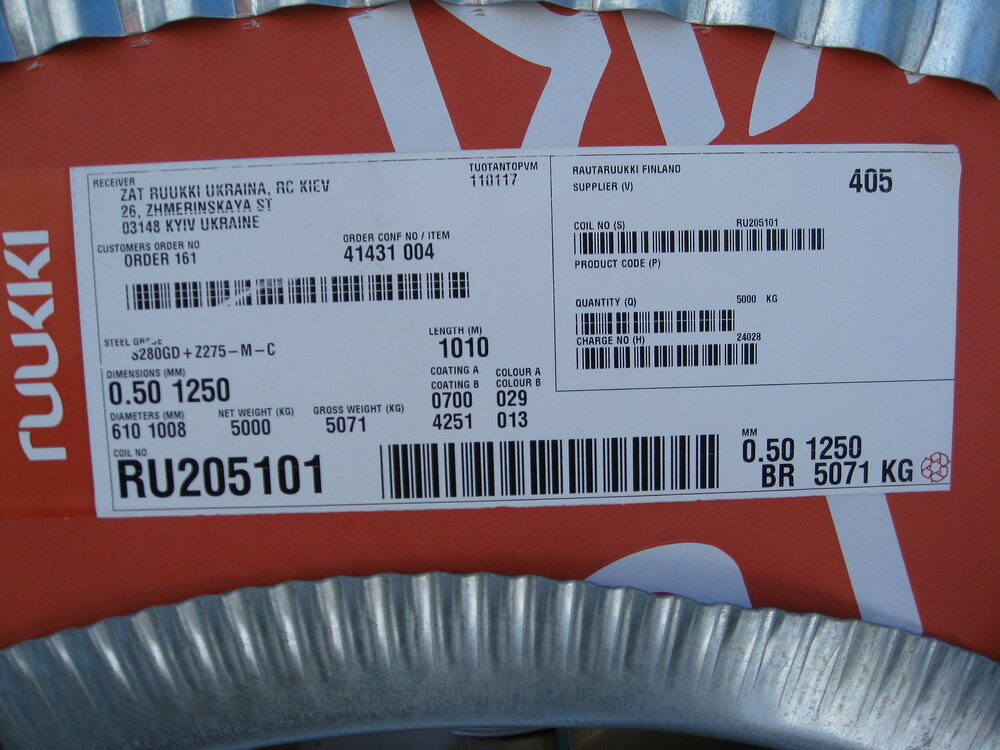 ruukki
RECEIVER
ZAT RUUKKI UKRAINA, RC KIEV
26, ZHMERINSKAYA ST
03148 KYIV UKRAINE
TUOTANTOPVM
110117
CUSTOMERS ORDER NO
ORDER 161
ORDER CONF NO / ITEM
41431 004
STEEL GRADE
S280GD+Z275-M-C
LENGTH (M)
1010
DIMENSIONS (MM)
0.50 1250
COATING A COLOUR A
COATING B COLOUR B
0700 029
4251 013
DIAMETERS (MM)
610 1008
NET WEIGHT (KG)
5000
GROSS WEIGHT (KG)
5071
COIL NO
RU205101
RAUTARUUKKI FINLAND
SUPPLIER (V)
405
COIL NO (S) RU205101
PRODUCT CODE (P)
QUANTITY (Q) 5000 KG
CHARGE NO (H) 24028
MM
0.50 1250
BR 5071 KG